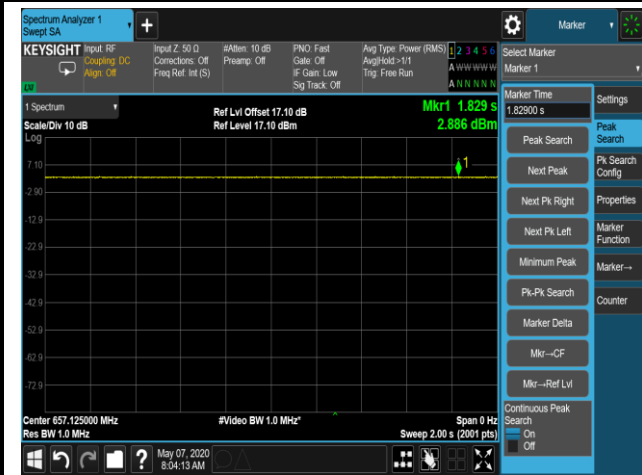 Spectrum Analyzer 1
Swept SA
Marker
KEYSIGHT
Input: RF
Coupling: DC
Align: Off
Input Z: 50 Ω
Corrections: Off
Freq Ref: Int (S)
#Atten: 10 dB
Preamp: Off
PNO: Fast
Gate: Off
IF Gain: Low
Sig Track: Off
Avg Type: Power (RMS)
Avg|Hold:>1/1
Trig: Free Run
1 2 3 4 5 6
A W W W W W
A N N N N N
Select Marker
Marker 1
1 Spectrum
Scale/Div 10 dB
Log
Ref Lvl Offset 17.10 dB
Ref Level 17.10 dBm
Mkr1 1.829 s
2.886 dBm
7.10
-2.90
-12.9
-22.9
-32.9
-42.9
-52.9
-62.9
-72.9
1
Center 657.125000 MHz
Res BW 1.0 MHz
#Video BW 1.0 MHz*
Span 0 Hz
Sweep 2.00 s (2001 pts)
Marker Time
1.82900 s
Peak Search
Next Peak
Next Pk Right
Next Pk Left
Minimum Peak
Pk-Pk Search
Marker Delta
Mkr→CF
Mkr→Ref Lvl
Continuous Peak
Search
On
Off
Settings
Peak
Search
Pk Search
Config
Properties
Marker
Function
Marker→
Counter
May 07, 2020
8:04:13 AM